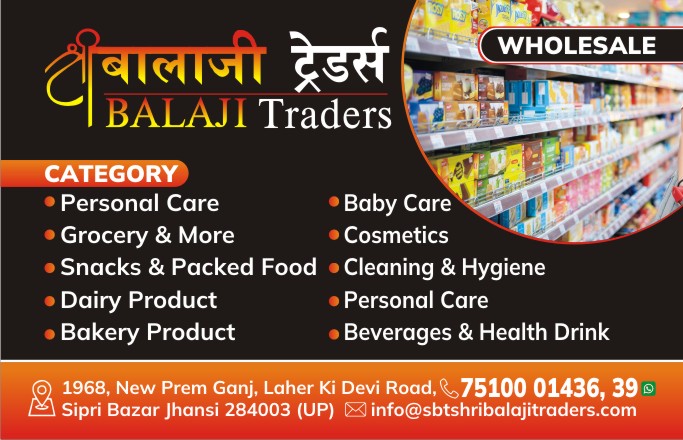 श्री बालाजी ट्रेडर्स
BALAJI Traders
WHOLESALE
CATEGORY
Personal Care
Grocery & More
Snacks & Packed Food
Dairy Product
Bakery Product
Baby Care
Cosmetics
Cleaning & Hygiene
Personal Care
Beverages & Health Drink
1968, New Prem Ganj, Laher Ki Devi Road,
Sipri Bazar Jhansi 284003 (UP)
75100 01436, 39
info@sbtshribalajitraders.com